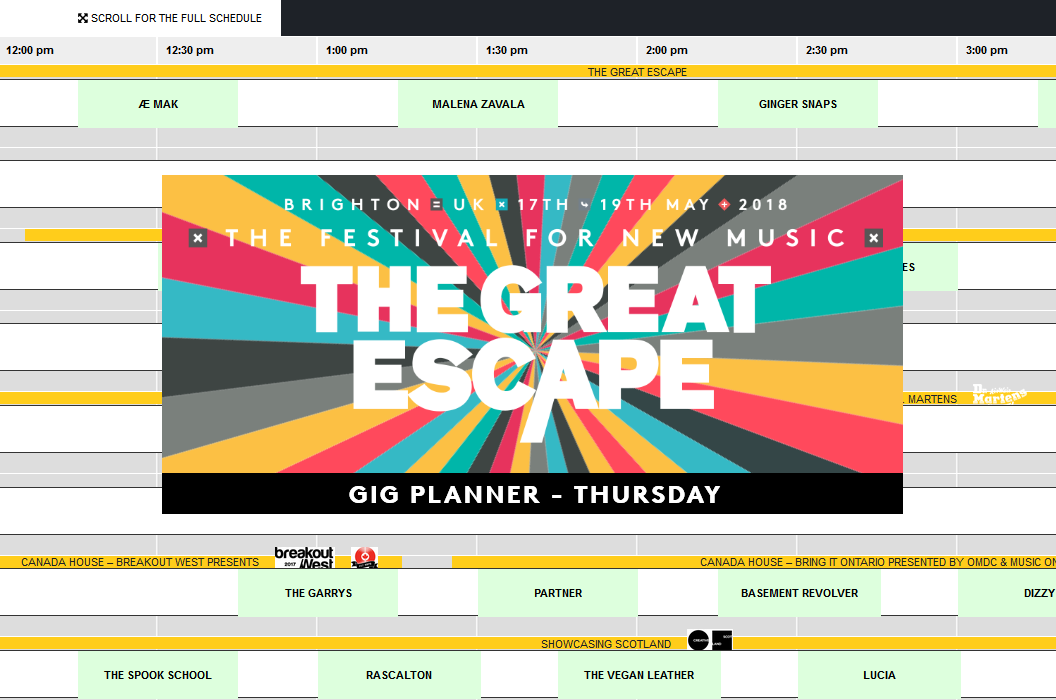 SCROLL FOR THE FULL SCHEDULE
12:00 pm 12:30 pm 1:00 pm 1:30 pm 2:00 pm 2:30 pm 3:00 pm
THE GREAT ESCAPE
Æ MAK MALENA ZAVALA GINGER SNAPS
BRIGHTON = UK × 17TH 19TH MAY + 2018
× THE FESTIVAL FOR NEW MUSIC ×
ES
THE GREAT
ESCAPE
MARTENS Dr. Martens
GIG PLANNER – THURSDAY
CANADA HOUSE – BREAKOUT WEST PRESENTS breakout West 2017 CANADA HOUSE – BRING IT ONTARIO PRESENTED BY OMDC & MUSIC ON
THE GARRYS PARTNER BASEMENT REVOLVER DIZZY
SHOWCASING SCOTLAND
THE SPOOK SCHOOL RASCALTON THE VEGAN LEATHER LUCIA